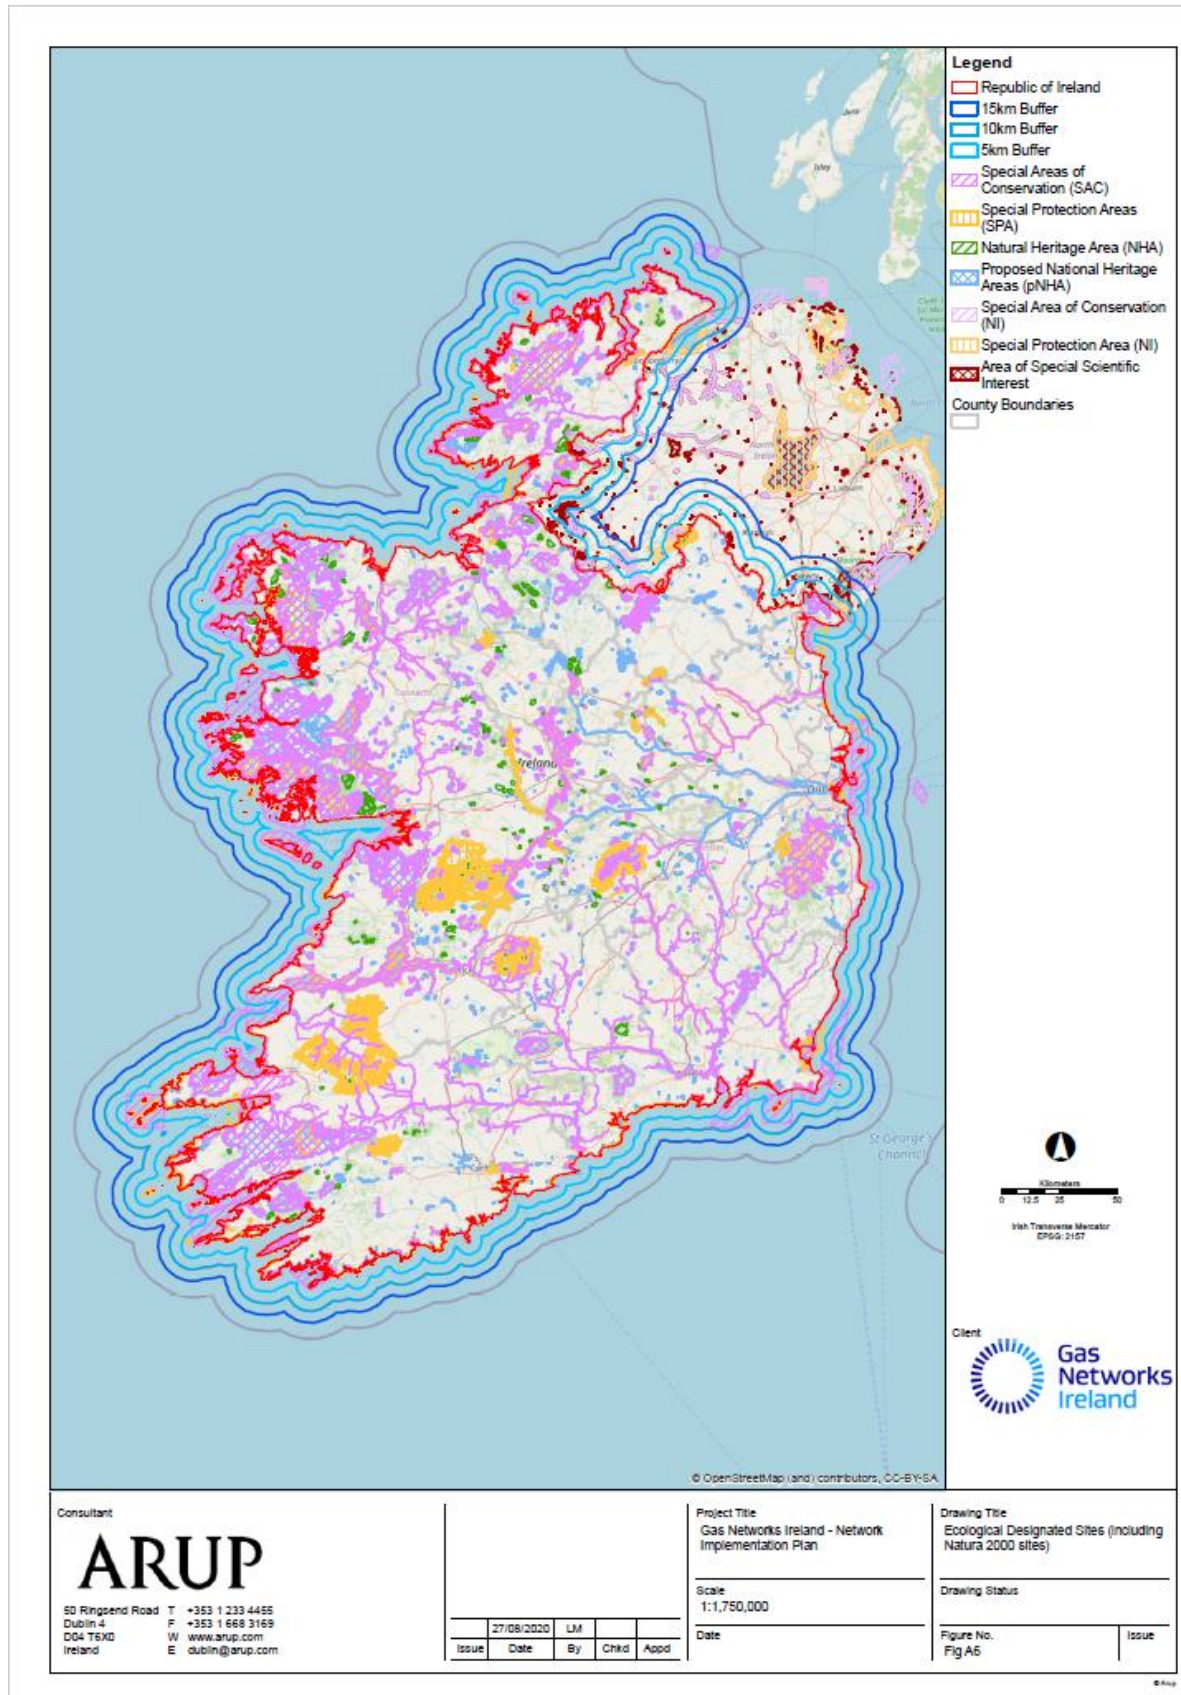 Legend
Republic of Ireland
15km Buffer
10km Buffer
5km Buffer
Special Areas of
Conservation (SAC)
Special Protection Areas
(SPA)
Natural Heritage Area (NHA)
Proposed National Heritage
Areas (pNHA)
Special Area of Conservation
(NI)
Special Protection Area (NI)
Area of Special Scientific
Interest
County Boundaries
Jura
Islay
Ireland
Cork
St George's
Channel
Kilometers
0 12.5 25 50
Irish Transverse Mercator
EPSG: 2157
Client
Gas
Networks
Ireland
© OpenStreetMap (and) contributors, CC-BY-SA
Consultant
ARUP
50 Ringsend Road T +353 1 233 4455
Dublin 4 F +353 1 668 3169
D04 T6X0 W www.arup.com
Ireland E dublin@arup.com
27/08/2020 LM
Issue Date By Chkd Appd
Project Title
Gas Networks Ireland - Network
Implementation Plan
Scale
1:1,750,000
Date
Drawing Title
Ecological Designated Sites (Including
Natura 2000 sites)
Drawing Status
Figure No.
Fig A6
Issue
© Arup